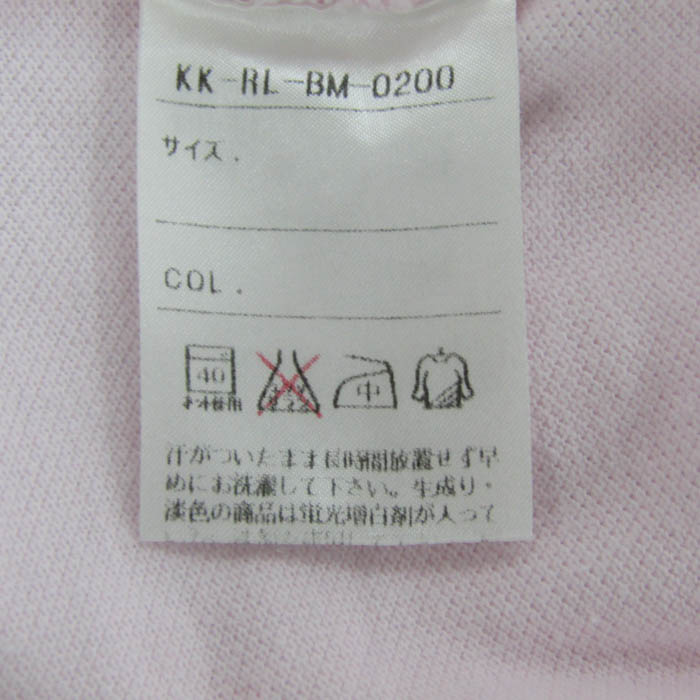 KK-RL-BM-0200
サイズ.
COL.
40 中
ネット使用
汗がついたまま長時間放置せず早
めにお洗濯して下さい。生成り・
淡色の商品は蛍光増白剤が入って